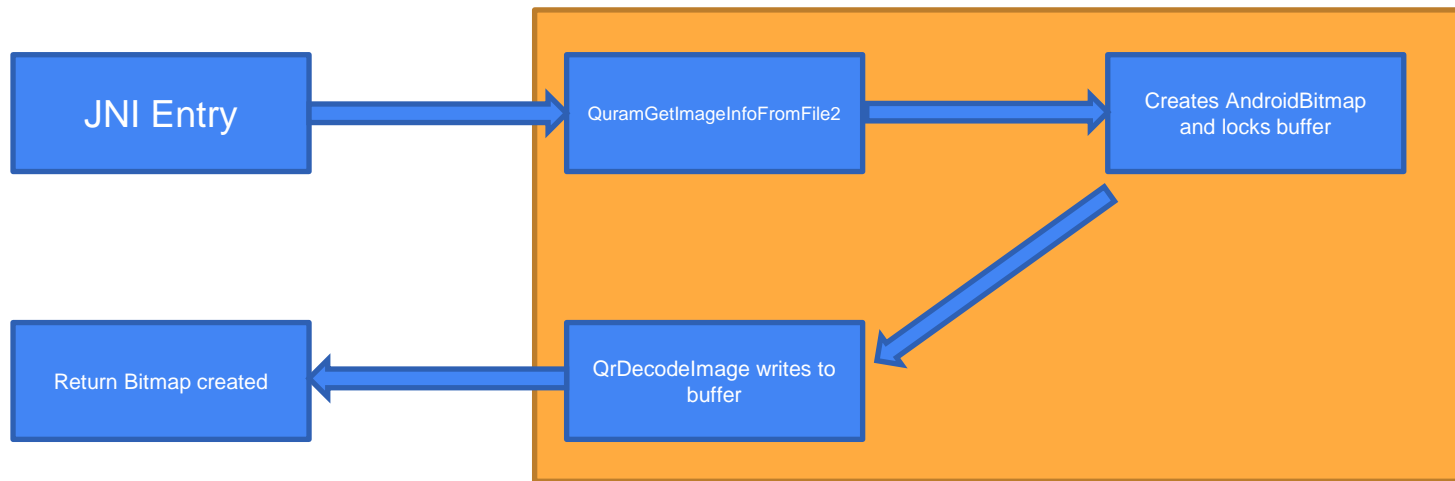 JNI Entry
QuramGetImageInfoFromFile2
Creates AndroidBitmap
and locks buffer
QrDecodeImage writes to
buffer
Return Bitmap created